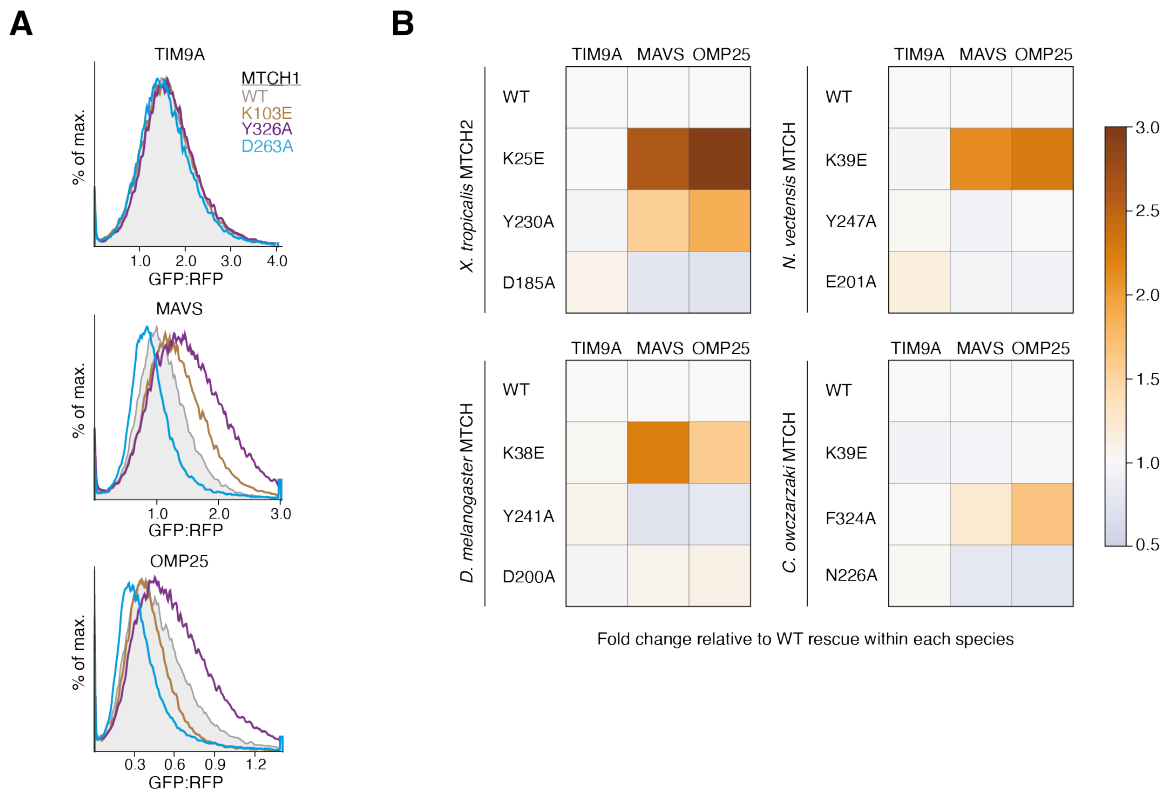 A
TIM9A
% of max.
MTCH1
WT
K103E
Y326A
D263A
1.0 2.0 3.0 4.0
GFP:RFP
MAVS
% of max.
1.0 2.0 3.0
GFP:RFP
OMP25
% of max.
0.3 0.6 0.9 1.2
GFP:RFP
B
TIM9A MAVS OMP25
X. tropicalis MTCH2
WT
K25E
Y230A
D185A
TIM9A MAVS OMP25
N. vectensis MTCH
WT
K39E
Y247A
E201A
TIM9A MAVS OMP25
D. melanogaster MTCH
WT
K38E
Y241A
D200A
TIM9A MAVS OMP25
C. owczarzaki MTCH
WT
K39E
F324A
N226A
3.0
2.5
2.0
1.5
1.0
0.5
Fold change relative to WT rescue within each species